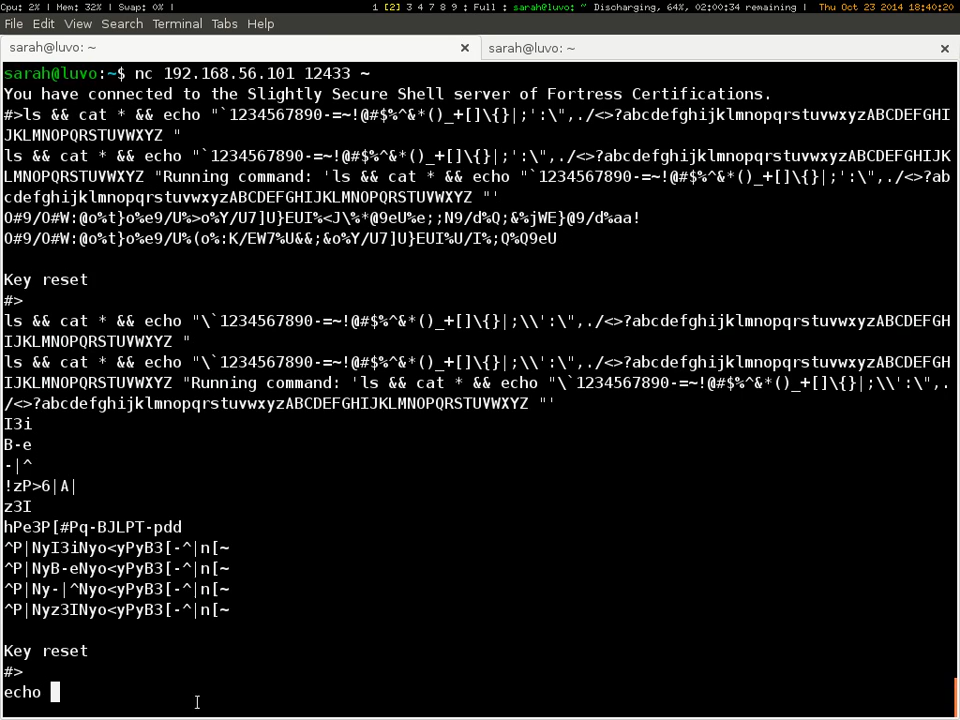 Cpu: 2% | Mem: 32% | Swap: 0% | 1 [2] 3 4 7 8 9 : Full : sarah@luvo: ~ Discharging, 64%, 02:00:34 remaining | Thu Oct 23 2014 18:40:20
File Edit View Search Terminal Tabs Help
sarah@luvo: ~ × sarah@luvo: ~ ×
sarah@luvo:~$ nc 192.168.56.101 12433 ~
You have connected to the Slightly Secure Shell server of Fortress Certifications.
#>ls && cat * && echo "`1234567890-=~!@#$%^&*()_+[]\{}|;':\",./<>?abcdefghijklmnopqrstuvwxyzABCDEFGHI
JKLMNOPQRSTUVWXYZ "
ls && cat * && echo "`1234567890-=~!@#$%^&*()_+[]\{}|;':\",./<>?abcdefghijklmnopqrstuvwxyzABCDEFGHIJK
LMNOPQRSTUVWXYZ "Running command: 'ls && cat * && echo "`1234567890-=~!@#$%^&*()_+[]\{}|;':\",./<>?ab
cdefghijklmnopqrstuvwxyzABCDEFGHIJKLMNOPQRSTUVWXYZ "'
O#9/O#W:@o%t}o%e9/U%>o%Y/U7]U}EUI%<J\%*@9eU%e;;N9/d%Q;&%jWE}@9/d%aa!
O#9/O#W:@o%t}o%e9/U%(o%:K/EW7%U&&;&o%Y/U7]U}EUI%U/I%;Q%Q9eU

Key reset
#>
ls && cat * && echo "\`1234567890-=~!@#$%^&*()_+[]\{}|;\\':\",./<>?abcdefghijklmnopqrstuvwxyzABCDEFGH
IJKLMNOPQRSTUVWXYZ "
ls && cat * && echo "\`1234567890-=~!@#$%^&*()_+[]\{}|;\\':\",./<>?abcdefghijklmnopqrstuvwxyzABCDEFGH
IJKLMNOPQRSTUVWXYZ "Running command: 'ls && cat * && echo "\`1234567890-=~!@#$%^&*()_+[]\{}|;\\':\",.
/<>?abcdefghijklmnopqrstuvwxyzABCDEFGHIJKLMNOPQRSTUVWXYZ "'
I3i
B-e
-|^
!zP>6|A|
z3I
hPe3P[#Pq-BJLPT-pdd
^P|NyI3iNyo<yPyB3[-^|n[~
^P|NyB-eNyo<yPyB3[-^|n[~
^P|Ny-|^Nyo<yPyB3[-^|n[~
^P|Nyz3INyo<yPyB3[-^|n[~

Key reset
#>
echo